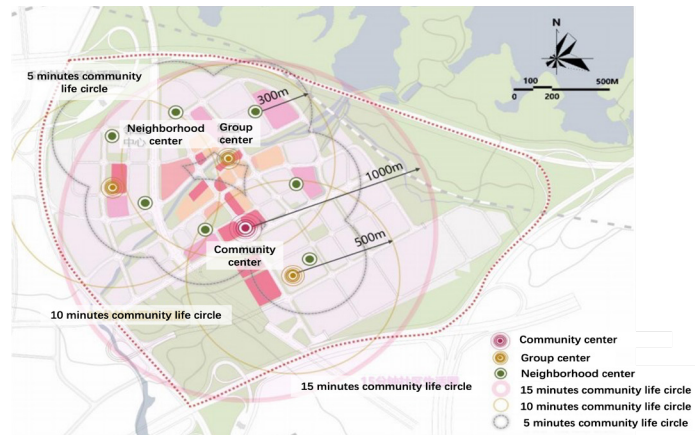 N
100 500M
0 200
5 minutes community
life circle
300m
Neighborhood
center
Group
center
1000m
500m
Community
center
10 minutes community life circle
15 minutes community life circle
Community center
Group center
Neighborhood center
15 minutes community life circle
10 minutes community life circle
5 minutes community life circle